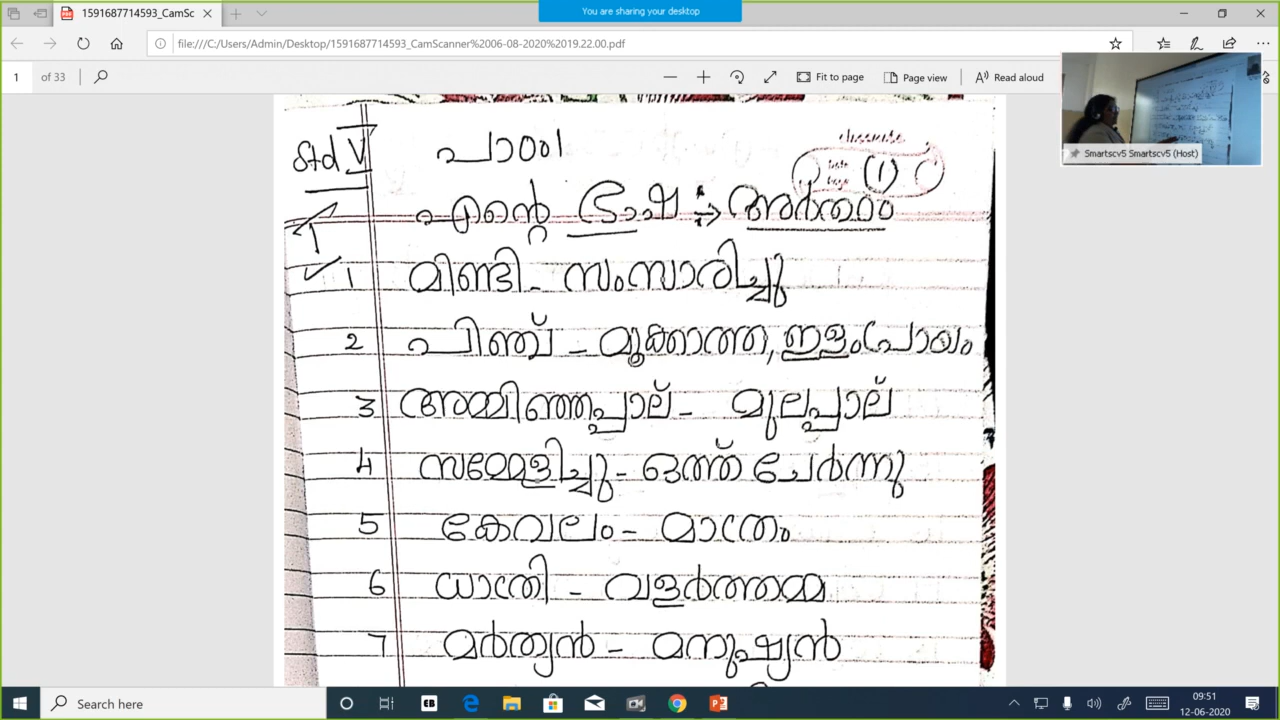 You are sharing your desktop
1591687714593_CamSc
file:///C:/Users/Admin/Desktop/1591687714593_CamScanner%2006-08-2020%2019.22.00.pdf
1 of 33 Fit to page Page view Read aloud
Smartscv5 Smartscv5 (Host)
Std V പാഠം 1
എന്റെ ഭാഷ ⇒ അർത്ഥം
1 മിണ്ടി - സംസാരിച്ചു
2 പിഞ്ച് - മൂക്കാത്ത, ഇളംപ്രായം
3 അമ്മിഞ്ഞപ്പാല് - മുലപ്പാല്
4 സമ്മേളിച്ചു - ഒത്ത് ചേർന്നു
5 കേവലം - മാത്രം
6 ധാത്രി - വളർത്തമ്മ
7 മർത്യൻ - മനുഷ്യൻ
Search here
09:51
12-06-2020